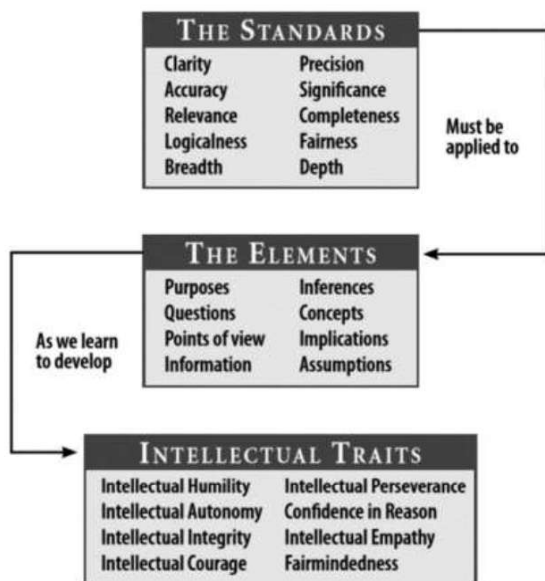 THE STANDARDS
Clarity Precision
Accuracy Significance
Relevance Completeness
Logicalness Fairness
Breadth Depth
Must be
applied to
THE ELEMENTS
Purposes Inferences
Questions Concepts
Points of view Implications
Information Assumptions
As we learn
to develop
INTELLECTUAL TRAITS
Intellectual Humility Intellectual Perseverance
Intellectual Autonomy Confidence in Reason
Intellectual Integrity Intellectual Empathy
Intellectual Courage Fairmindedness